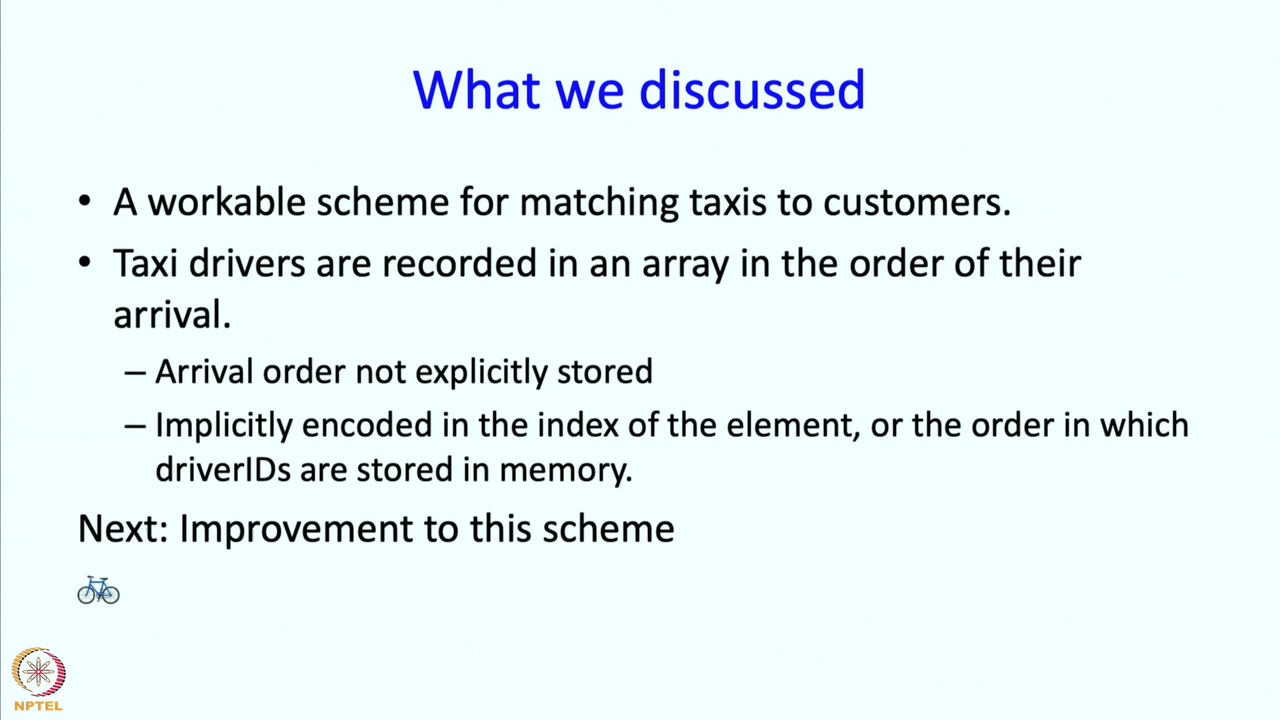 What we discussed
• A workable scheme for matching taxis to customers.
• Taxi drivers are recorded in an array in the order of their
arrival.
– Arrival order not explicitly stored
– Implicitly encoded in the index of the element, or the order in which
driverIDs are stored in memory.
Next: Improvement to this scheme
NPTEL